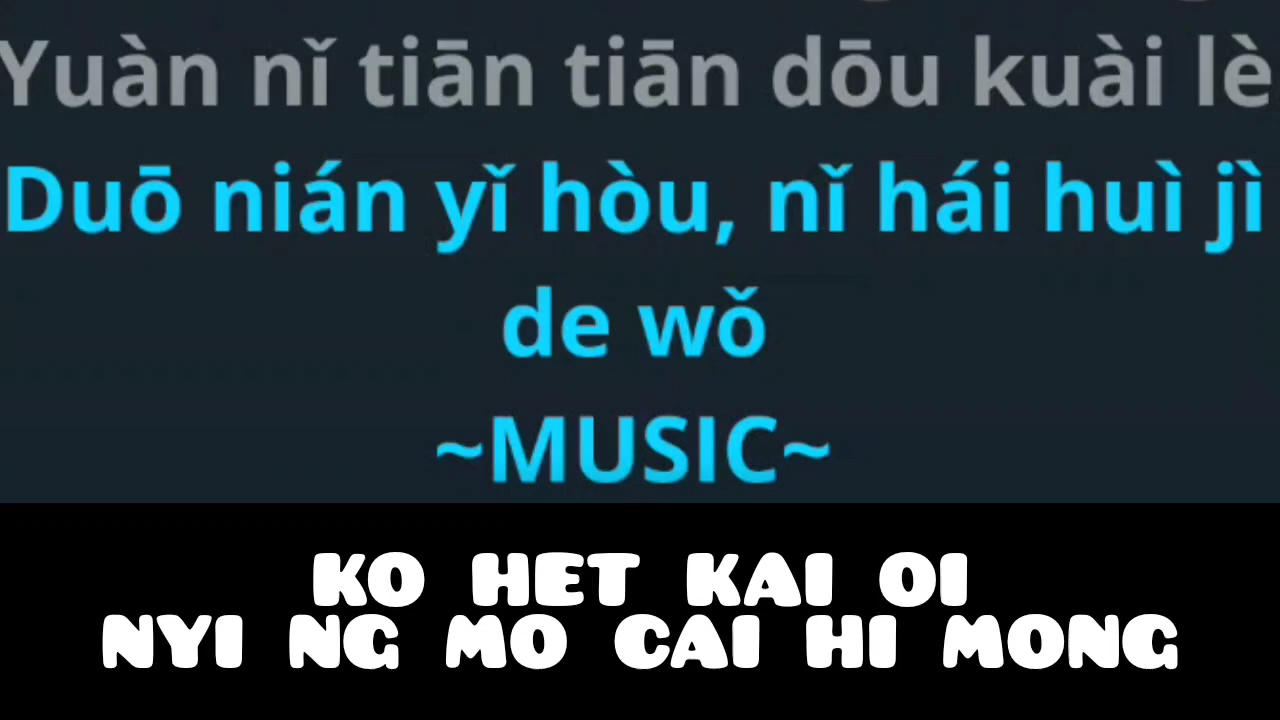 Yuàn nǐ tiān tiān dōu kuài lè
Duō nián yǐ hòu, nǐ hái huì jì
de wǒ
~MUSIC~
KO HET KAI OI
NYI NG MO CAI HI MONG